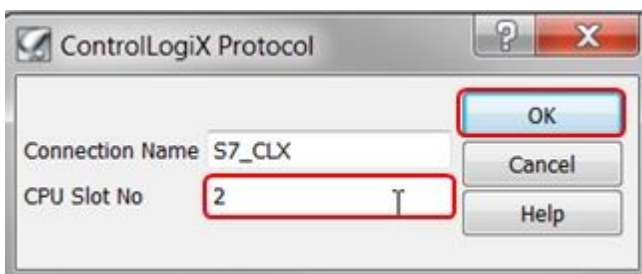 ControlLogiX Protocol
OK
Connection Name S7_CLX
Cancel
CPU Slot No 2
Help